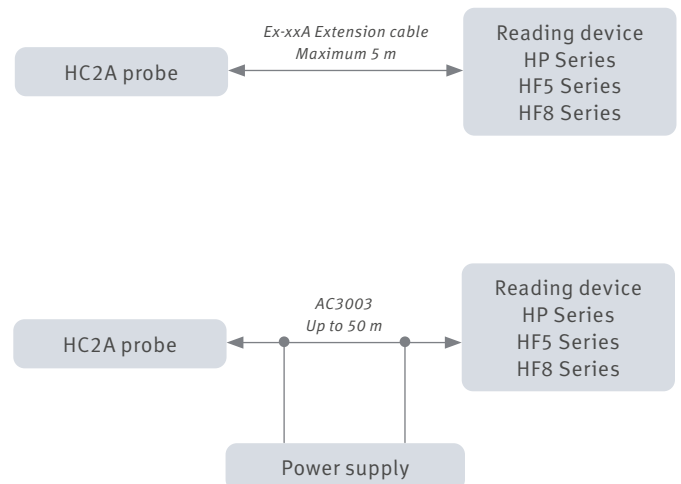 Ex-xxA Extension cable
Maximum 5 m
HC2A probe
Reading device
HP Series
HF5 Series
HF8 Series
AC3003
Up to 50 m
HC2A probe
Reading device
HP Series
HF5 Series
HF8 Series
Power supply